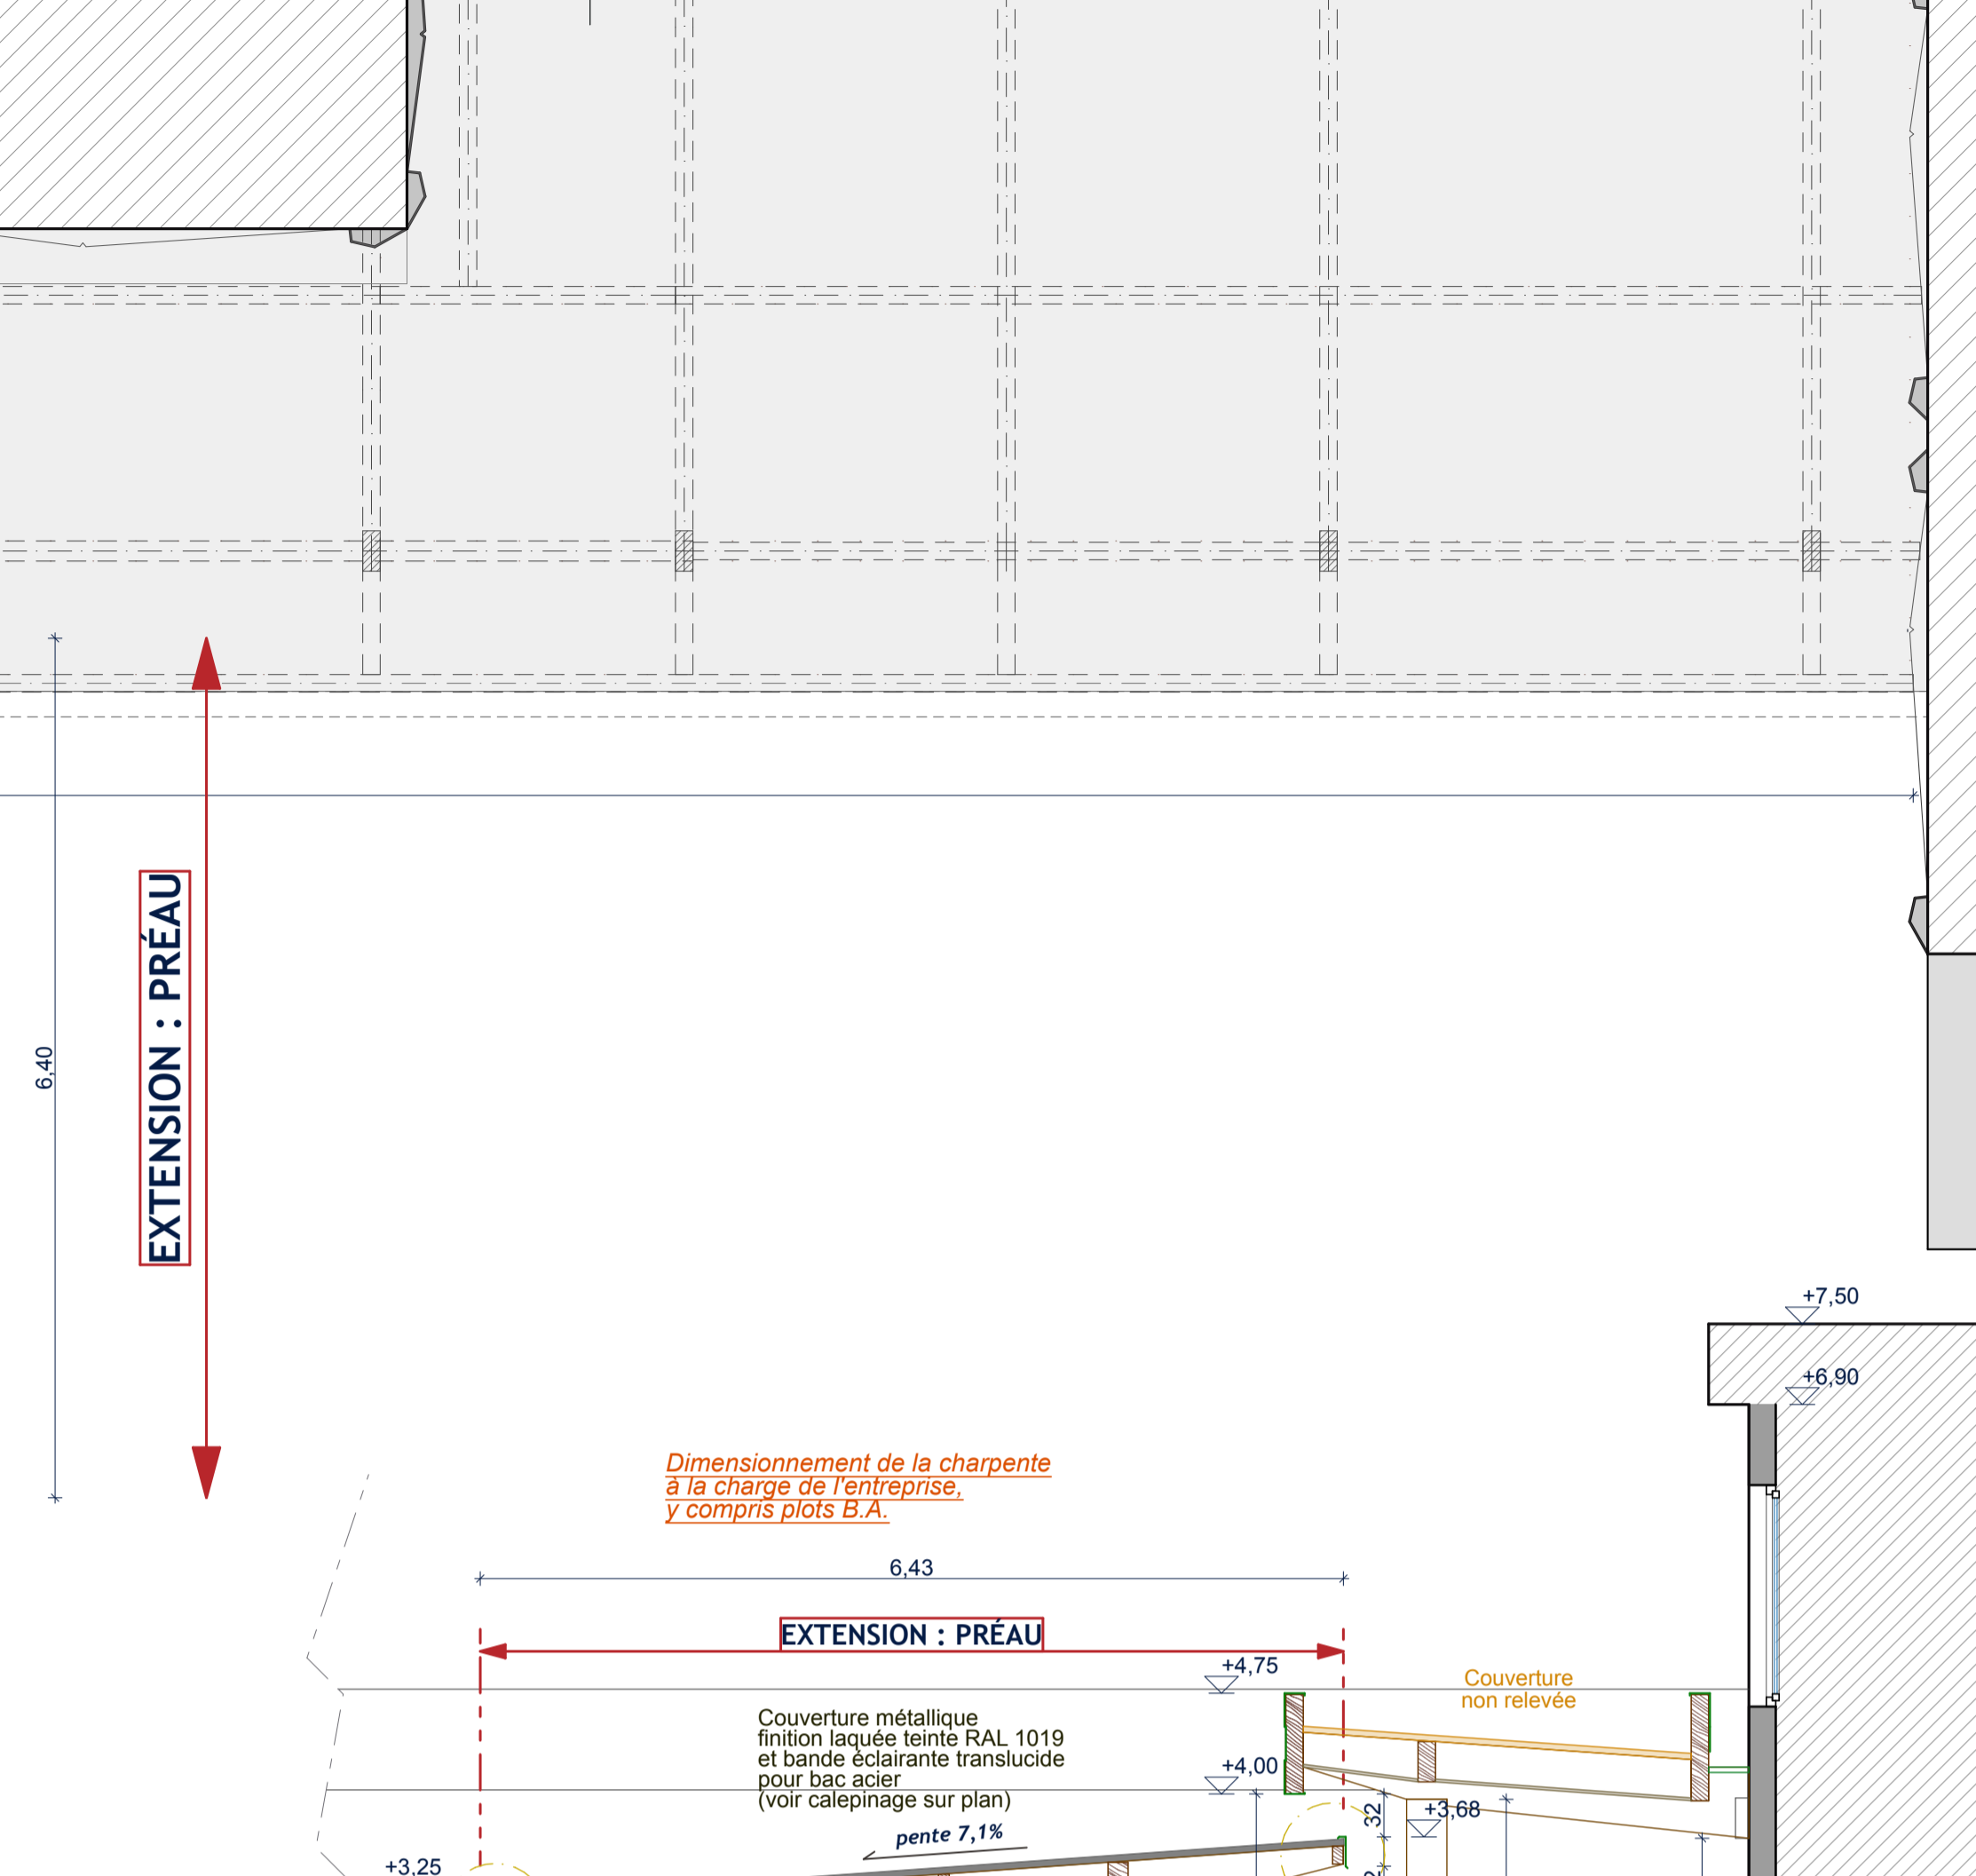 EXTENSION : PRÉAU
6,40
+7,50
+6,90
Dimensionnement de la charpente
à la charge de l'entreprise,
y compris plots B.A.
6,43
EXTENSION : PRÉAU
+4,75
Couverture
non relevée
Couverture métallique
finition laquée teinte RAL 1019
et bande éclairante translucide
pour bac acier
(voir calepinage sur plan)
+4,00
32
+3,68
pente 7,1%
+3,25